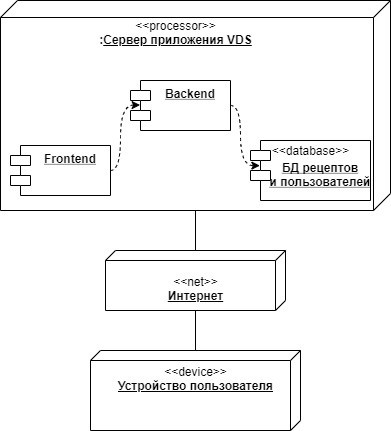 <<processor>>
:Сервер приложения VDS
Backend
Frontend
<<database>>
БД рецептов
и пользователей
<<net>>
Интернет
<<device>>
Устройство пользователя